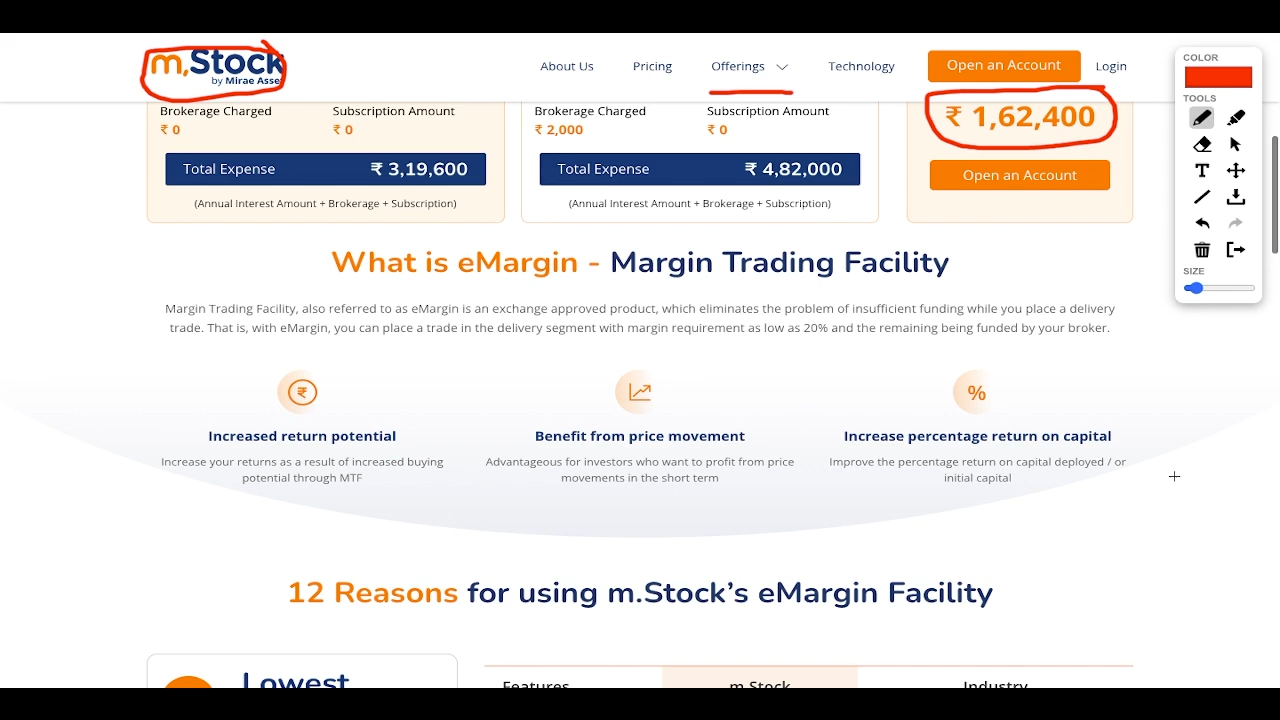 m.Stock
by Mirae Asse
About Us
Pricing
Offerings
Technology
Open an Account
Login
Brokerage Charged
Subscription Amount
₹ 0
₹ 0
Total Expense
₹ 3,19,600
(Annual Interest Amount + Brokerage + Subscription)
Brokerage Charged
Subscription Amount
₹ 2,000
₹ 0
Total Expense
₹ 4,82,000
(Annual Interest Amount + Brokerage + Subscription)
₹ 1,62,400
Open an Account
COLOR
TOOLS
T
SIZE
What is eMargin - Margin Trading Facility
Margin Trading Facility, also referred to as eMargin is an exchange approved product, which eliminates the problem of insufficient funding while you place a delivery
trade. That is, with eMargin, you can place a trade in the delivery segment with margin requirement as low as 20% and the remaining being funded by your broker.
₹
%
Increased return potential
Increase your returns as a result of increased buying
potential through MTF
Benefit from price movement
Advantageous for investors who want to profit from price
movements in the short term
Increase percentage return on capital
Improve the percentage return on capital deployed / or
initial capital
12 Reasons for using m.Stock's eMargin Facility
Lowest
Features
m.Stock
Industry